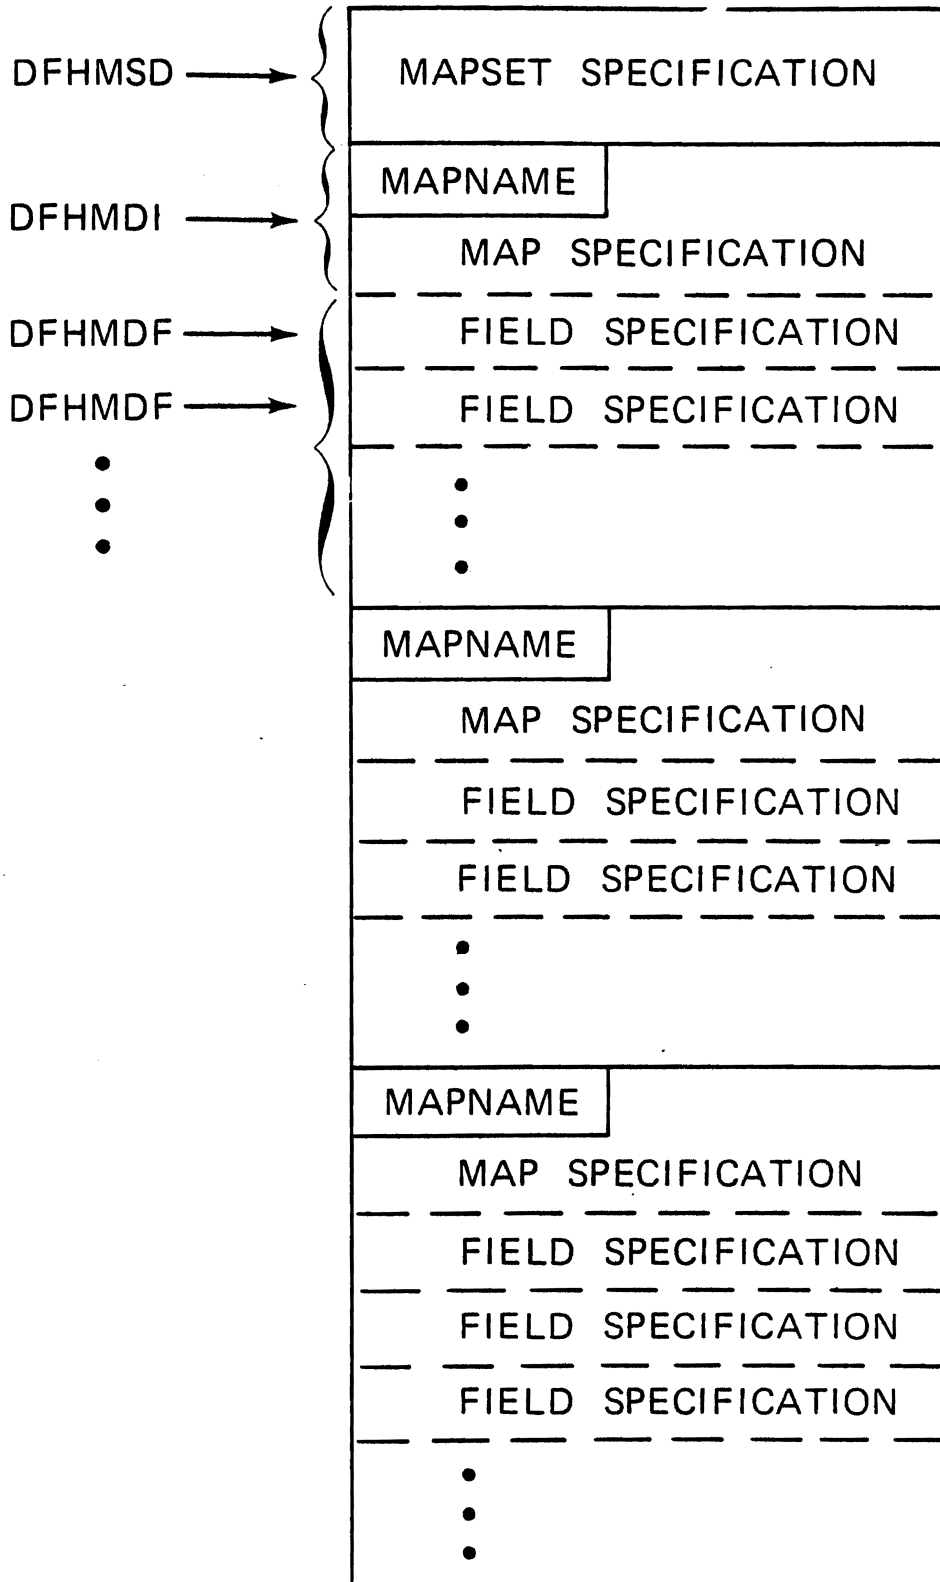 DFHMSD MAPSET SPECIFICATION
MAPNAME
DFHMDI
MAP SPECIFICATION
DFHMDF FIELD SPECIFICATION
DFHMDF FIELD SPECIFICATION
MAPNAME
MAP SPECIFICATION
FIELD SPECIFICATION
FIELD SPECIFICATION
MAPNAME
MAP SPECIFICATION
FIELD SPECIFICATION
FIELD SPECIFICATION
FIELD SPECIFICATION